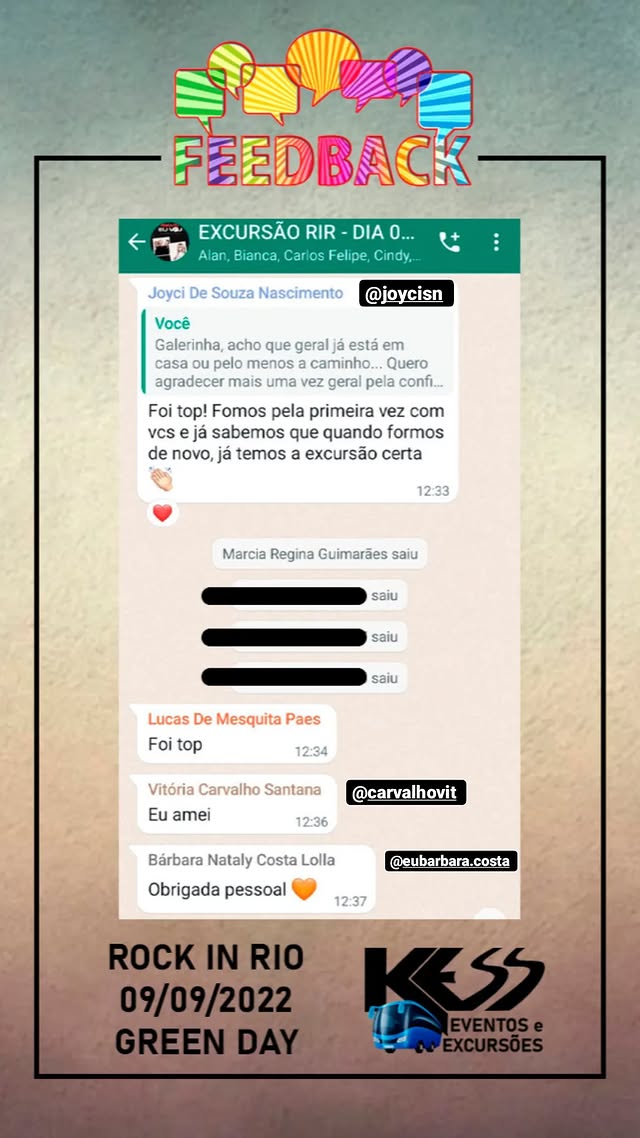 FEEDBACK
EXCURSÃO RIR - DIA 0...
Alan, Bianca, Carlos Felipe, Cindy,...
Joyci De Souza Nascimento
@joycisn
Você
Galerinha, acho que geral já está em
casa ou pelo menos a caminho... Quero
agradecer mais uma vez geral pela confi...
Foi top! Fomos pela primeira vez com
vcs e já sabemos que quando formos
de novo, já temos a excursão certa
👏🏻
12:33
❤️
Marcia Regina Guimarães saiu
saiu
saiu
saiu
Lucas De Mesquita Paes
Foi top
12:34
Vitória Carvalho Santana
@carvalhovit
Eu amei
12:36
Bárbara Nataly Costa Lolla
@eubarbara.costa
Obrigada pessoal 🧡
12:37
ROCK IN RIO
09/09/2022
GREEN DAY
KESS
EVENTOS e
EXCURSÕES